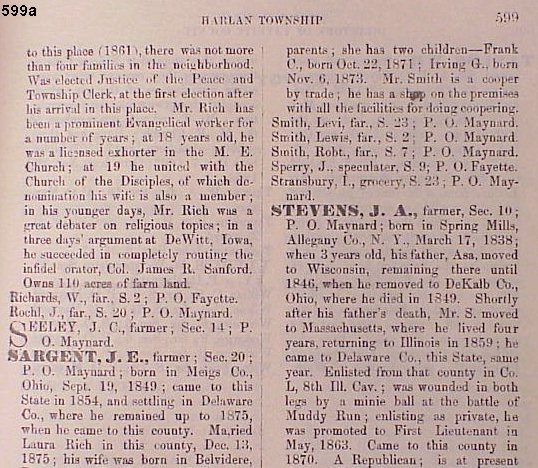 599a
HARLAN TOWNSHIP 599
to this place (1861), there was not more
than four families in the neighborhood.
Was elected Justice of the Peace and
Township Clerk, at the first election after
his arrival in this place. Mr. Rich has
been a prominent Evangelical worker for
a number of years; at 18 years old, he
was a licensed exhorter in the M. E.
Church; at 19 he united with the
Church of the Disciples, of which de-
nomination his wife is also a member;
in his younger days, Mr. Rich was a
great debater on religious topics; in a
three days' argument at DeWitt, Iowa,
he succeeded in completely routing the
infidel orator, Col. James R. Sanford.
Owns 110 acres of farm land.
Richards, W., far., S. 2; P. O. Fayette.
Rochl, J., far., S. 20; P. O. Maynard.
SEELEY, J. C., farmer; Sec. 14; P.
O. Maynard.
SARGENT, J. E., farmer; Sec. 20;
P. O. Maynard; born in Meigs Co.,
Ohio, Sept. 19, 1849; came to this
State in 1854, and settling in Delaware
Co., where he remained up to 1875,
when he came to this county. Ma,ried
Laura Rich in this county, Dec. 13,
1875; his wife was born in Belvidere,
parents; she has two children—Frank
C., born Oct. 22, 1871; Irving G., born
Nov. 6, 1873. Mr. Smith is a cooper
by trade; he has a shop on the premises
with all the facilities for doing coopering.
Smith, Levi, far., S. 23; P. O. Maynard.
Smith, Lewis, far., S. 2; P. O. Maynard.
Smith, Robt., far., S. 7; P. O. Maynard.
Sperry, J., speculater, S. 9; P. O. Fayette.
Stransbury, I., grocery, S. 23; P. O. May-
nard.
STEVENS, J. A., farmer, Sec. 10;
P. O. Maynard; born in Spring Mills,
Allegany Co., N. Y., March 17, 1838;
when 3 years old, his father, Asa, moved
to Wisconsin, remaining there until
1846, when he removed to DeKalb Co.,
Ohio, where he died in 1849. Shortly
after his father's death, Mr. S. moved
to Massachusetts, where he lived four
years, returning to Illinois in 1859; he
came to Delaware Co., this State, same
year. Enlisted from that county in Co.
L, 8th Ill. Cav.; was wounded in both
legs by a minie ball at the battle of
Muddy Run; enlisting as private, he
was promoted to First Lieutenant in
May, 1863. Came to this county in
1870. A Republican; is at present